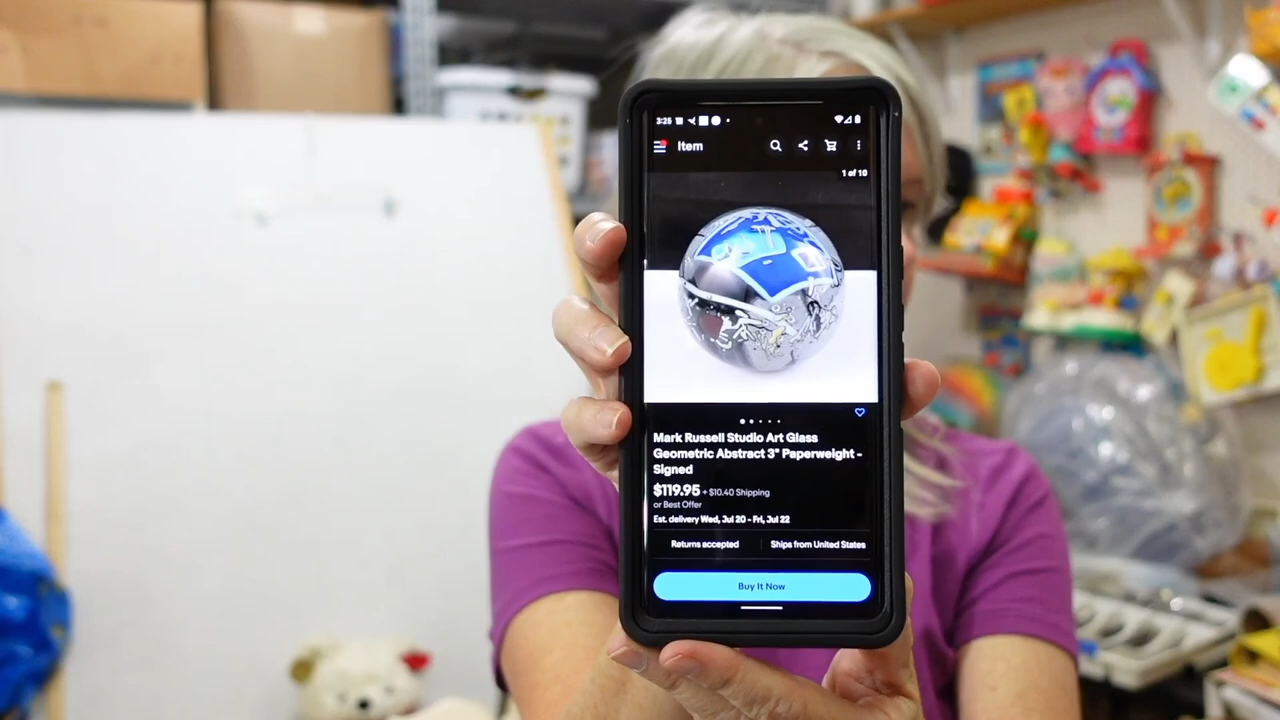 3:25
Item
1 of 10
Mark Russell Studio Art Glass
Geometric Abstract 3" Paperweight -
Signed
$119.95 + $10.40 Shipping
or Best Offer
Est. delivery Wed, Jul 20 - Fri, Jul 22
Returns accepted
Ships from United States
Buy It Now